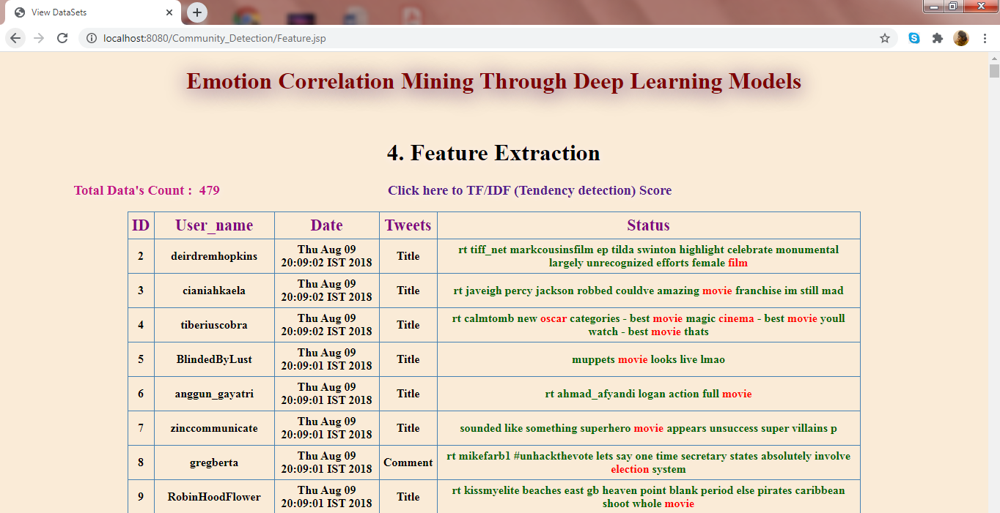 View DataSets
localhost:8080/Community_Detection/Feature.jsp
Emotion Correlation Mining Through Deep Learning Models
4. Feature Extraction
Total Data's Count : 479
Click here to TF/IDF (Tendency detection) Score
ID User_name Date Tweets Status
2 deirdremhopkins Thu Aug 09 20:09:02 IST 2018 Title rt tiff_net markcousinsfilm ep tilda swinton highlight celebrate monumental
largely unrecognized efforts female film
3 cianiahkaela Thu Aug 09 20:09:02 IST 2018 Title rt javeigh percy jackson robbed couldve amazing movie franchise im still mad
4 tiberiuscobra Thu Aug 09 20:09:02 IST 2018 Title rt calmtomb new oscar categories - best movie magic cinema - best movie youll
watch - best movie thats
5 BlindedByLust Thu Aug 09 20:09:01 IST 2018 Title muppets movie looks live lmao
6 anggun_gayatri Thu Aug 09 20:09:01 IST 2018 Title rt ahmad_afyandi logan action full movie
7 zinccommunicate Thu Aug 09 20:09:01 IST 2018 Title sounded like something superhero movie appears unsuccess super villains p
8 gregberta Thu Aug 09 20:09:01 IST 2018 Comment rt mikefarb1 #unhackthevote lets say one time secretary states absolutely involve
election system
9 RobinHoodFlower Thu Aug 09 20:09:01 IST 2018 Title rt kissmyelite beaches east gb heaven point blank period else pirates caribbean
shoot whole movie